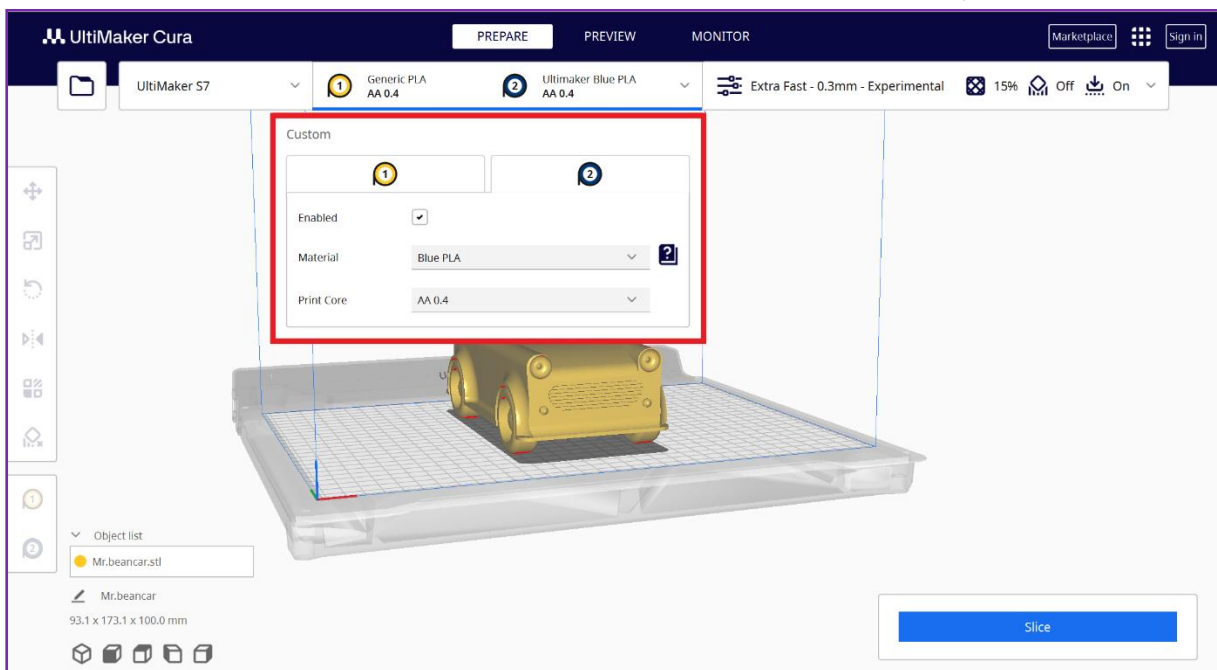 UltiMaker Cura
PREPARE
PREVIEW
MONITOR
Marketplace
Sign in
UltiMaker S7
1
Generic PLA
AA 0.4
2
Ultimaker Blue PLA
AA 0.4
Extra Fast - 0.3mm - Experimental
15%
Off
On
Custom
1
2
Enabled
Material
Blue PLA
?
Print Core
AA 0.4
1
2
Object list
Mr.beancar.stl
Mr.beancar
93.1 x 173.1 x 100.0 mm
Slice